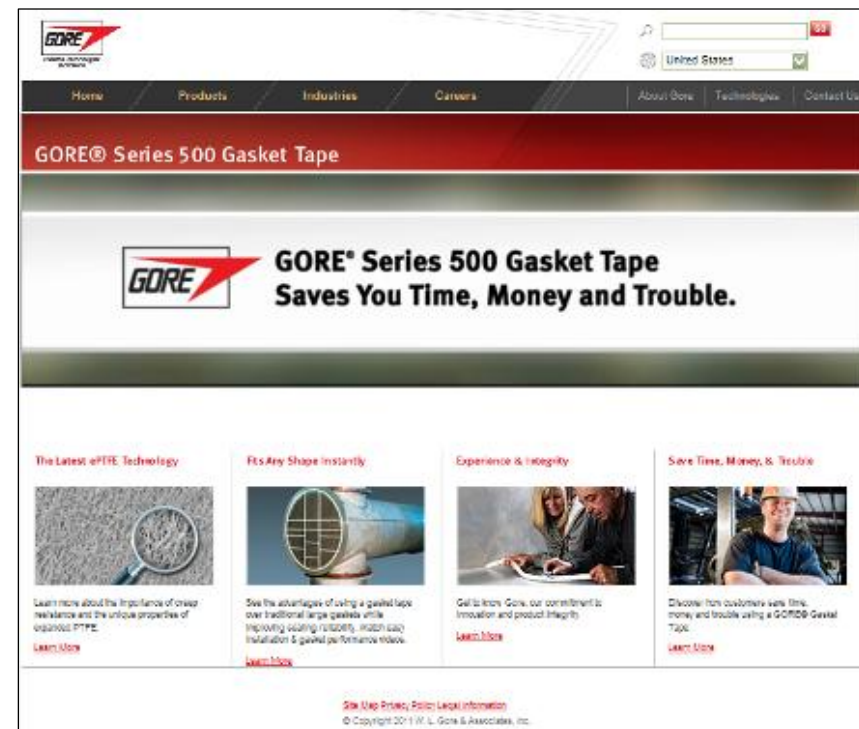 GORE
Creative Technologies
Worldwide
GO
United States
Home Products Industries Careers About Gore Technologies Contact Us
GORE® Series 500 Gasket Tape
GORE
GORE® Series 500 Gasket Tape
Saves You Time, Money and Trouble.
The Latest ePTFE Technology
Learn more about the importance of creep
resistance and the unique properties of
expanded PTFE.
Learn More
Fits Any Shape Instantly
See the advantages of using a gasket tape
over traditional large gaskets while
improving sealing reliability. Watch easy
installation & gasket performance videos.
Learn More
Experience & Integrity
Get to know Gore, our commitment to
innovation and product integrity
Learn More
Save Time, Money, & Trouble
Discover how customers save time,
money and trouble using a GORE® Gasket
Tape.
Learn More
Site Map Privacy Policy Legal Information
© Copyright 2011 W. L. Gore & Associates, Inc.